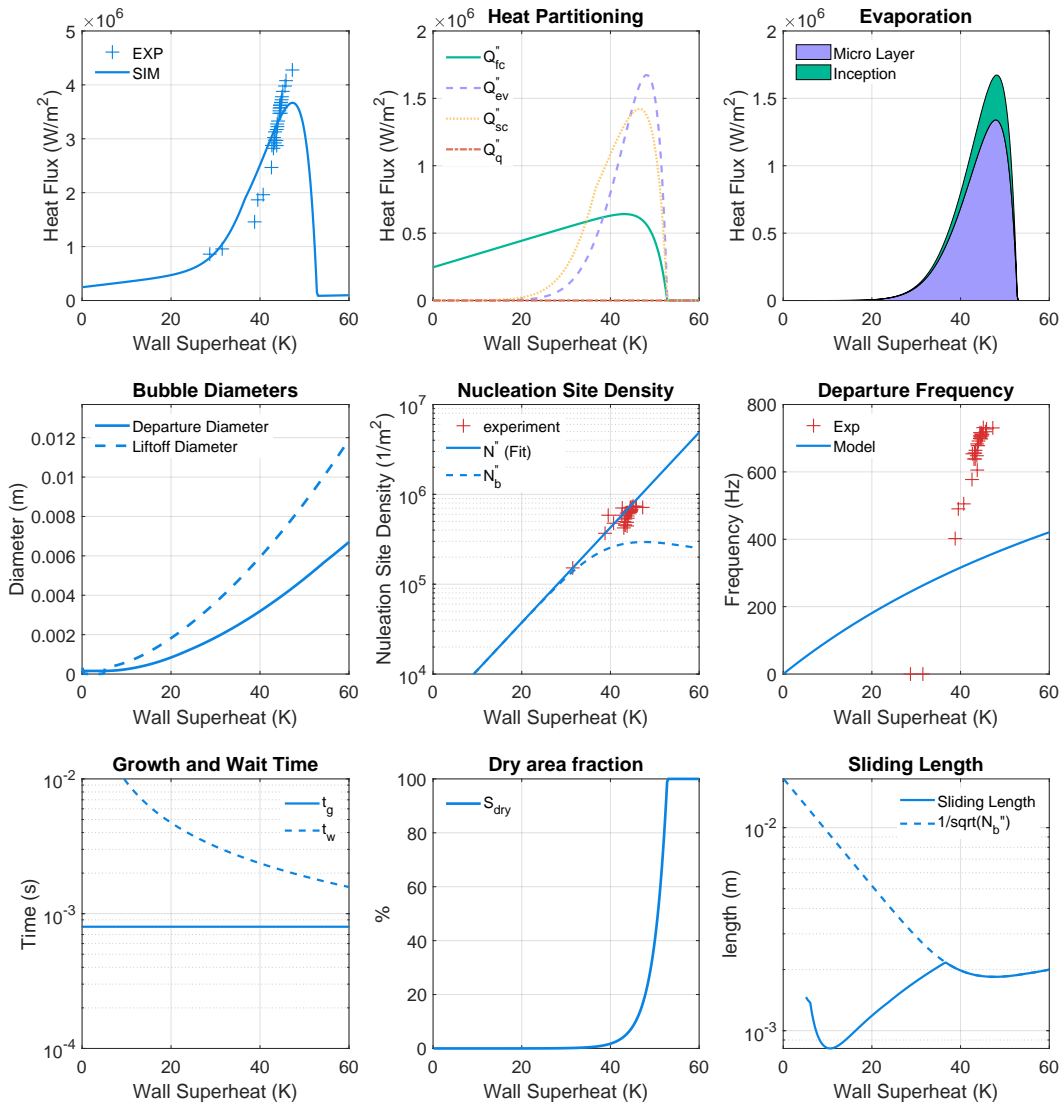 ×10^6
5
4
3
2
1
0
0
20
40
60
Heat Flux (W/m^2)
Wall Superheat (K)
EXP
SIM
Heat Partitioning
×10^6
2
1.5
1
0.5
0
0
20
40
60
Heat Flux (W/m^2)
Wall Superheat (K)
Q"_fc
Q"_ev
Q"_sc
Q"_q
Evaporation
×10^6
2
1.5
1
0.5
0
0
20
40
60
Heat Flux (W/m^2)
Wall Superheat (K)
Micro Layer
Inception
Bubble Diameters
0.012
0.01
0.008
0.006
0.004
0.002
0
0
20
40
60
Diameter (m)
Wall Superheat (K)
Departure Diameter
Liftoff Diameter
Nucleation Site Density
10^7
10^6
10^5
10^4
0
20
40
60
Nuleation Site Density (1/m^2)
Wall Superheat (K)
experiment
N" (Fit)
N"_b
Departure Frequency
800
600
400
200
0
0
20
40
60
Frequency (Hz)
Wall Superheat (K)
Exp
Model
Growth and Wait Time
10^-2
10^-3
10^-4
0
20
40
60
Time (s)
Wall Superheat (K)
t_g
t_w
Dry area fraction
100
80
60
40
20
0
0
20
40
60
%
Wall Superheat (K)
S_dry
Sliding Length
10^-2
10^-3
0
20
40
60
length (m)
Wall Superheat (K)
Sliding Length
1/sqrt(N_b")